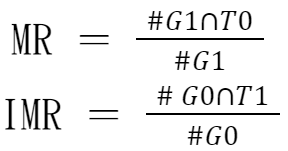 MR = #G1∩T0 / #G1
IMR = # G0∩T1 / #G0